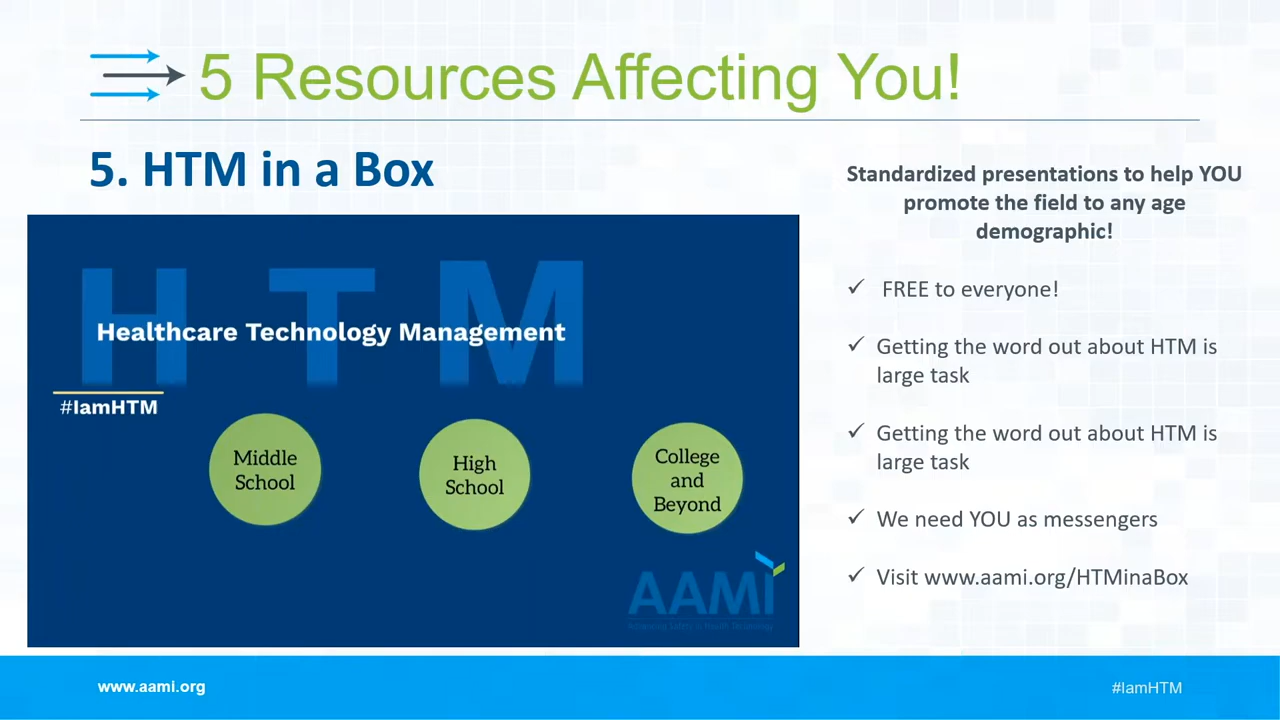 5 Resources Affecting You!
5. HTM in a Box
H T M
Healthcare Technology Management
#IamHTM
Middle
School
High
School
College
and
Beyond
AAMI
Standardized presentations to help YOU
promote the field to any age
demographic!
✓ FREE to everyone!
✓ Getting the word out about HTM is
large task
✓ Getting the word out about HTM is
large task
✓ We need YOU as messengers
✓ Visit www.aami.org/HTMinaBox
www.aami.org
#IamHTM